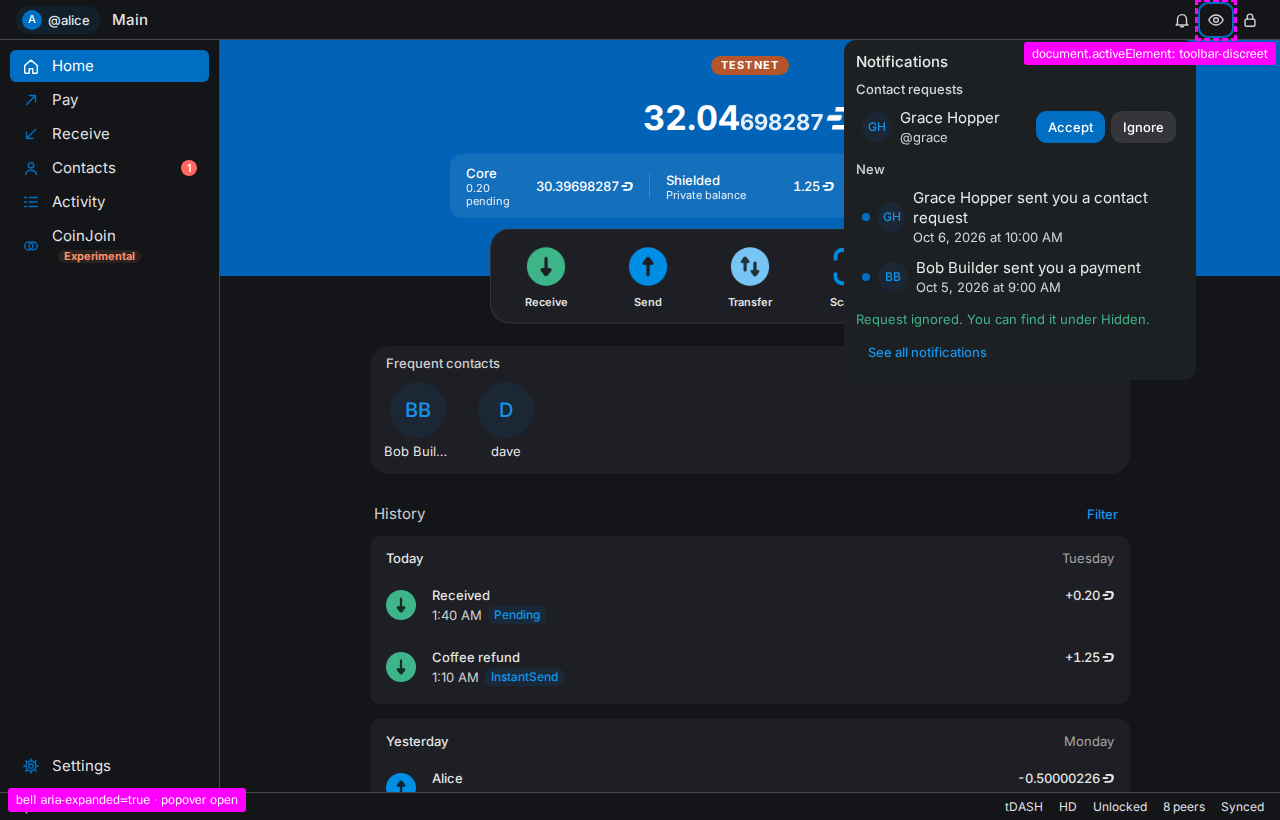 A @alice Main
document.activeElement: toolbar-discreet
Home
Pay
Receive
Contacts 1
Activity
CoinJoin
Experimental
Settings
bell aria-expanded=true · popover open
TESTNET
32.04698287
Core
0.20
pending
30.39698287
Shielded
Private balance
1.25
Receive
Send
Transfer
Notifications
Contact requests
GH Grace Hopper
@grace
Accept Ignore
New
GH Grace Hopper sent you a contact
request
Oct 6, 2026 at 10:00 AM
BB Bob Builder sent you a payment
Oct 5, 2026 at 9:00 AM
Request ignored. You can find it under Hidden.
See all notifications
Frequent contacts
BB D
Bob Buil... dave
History Filter
Today Tuesday
Received +0.20
1:40 AM Pending
Coffee refund +1.25
1:10 AM InstantSend
Yesterday Monday
Alice -0.50000226
tDASH HD Unlocked 8 peers Synced